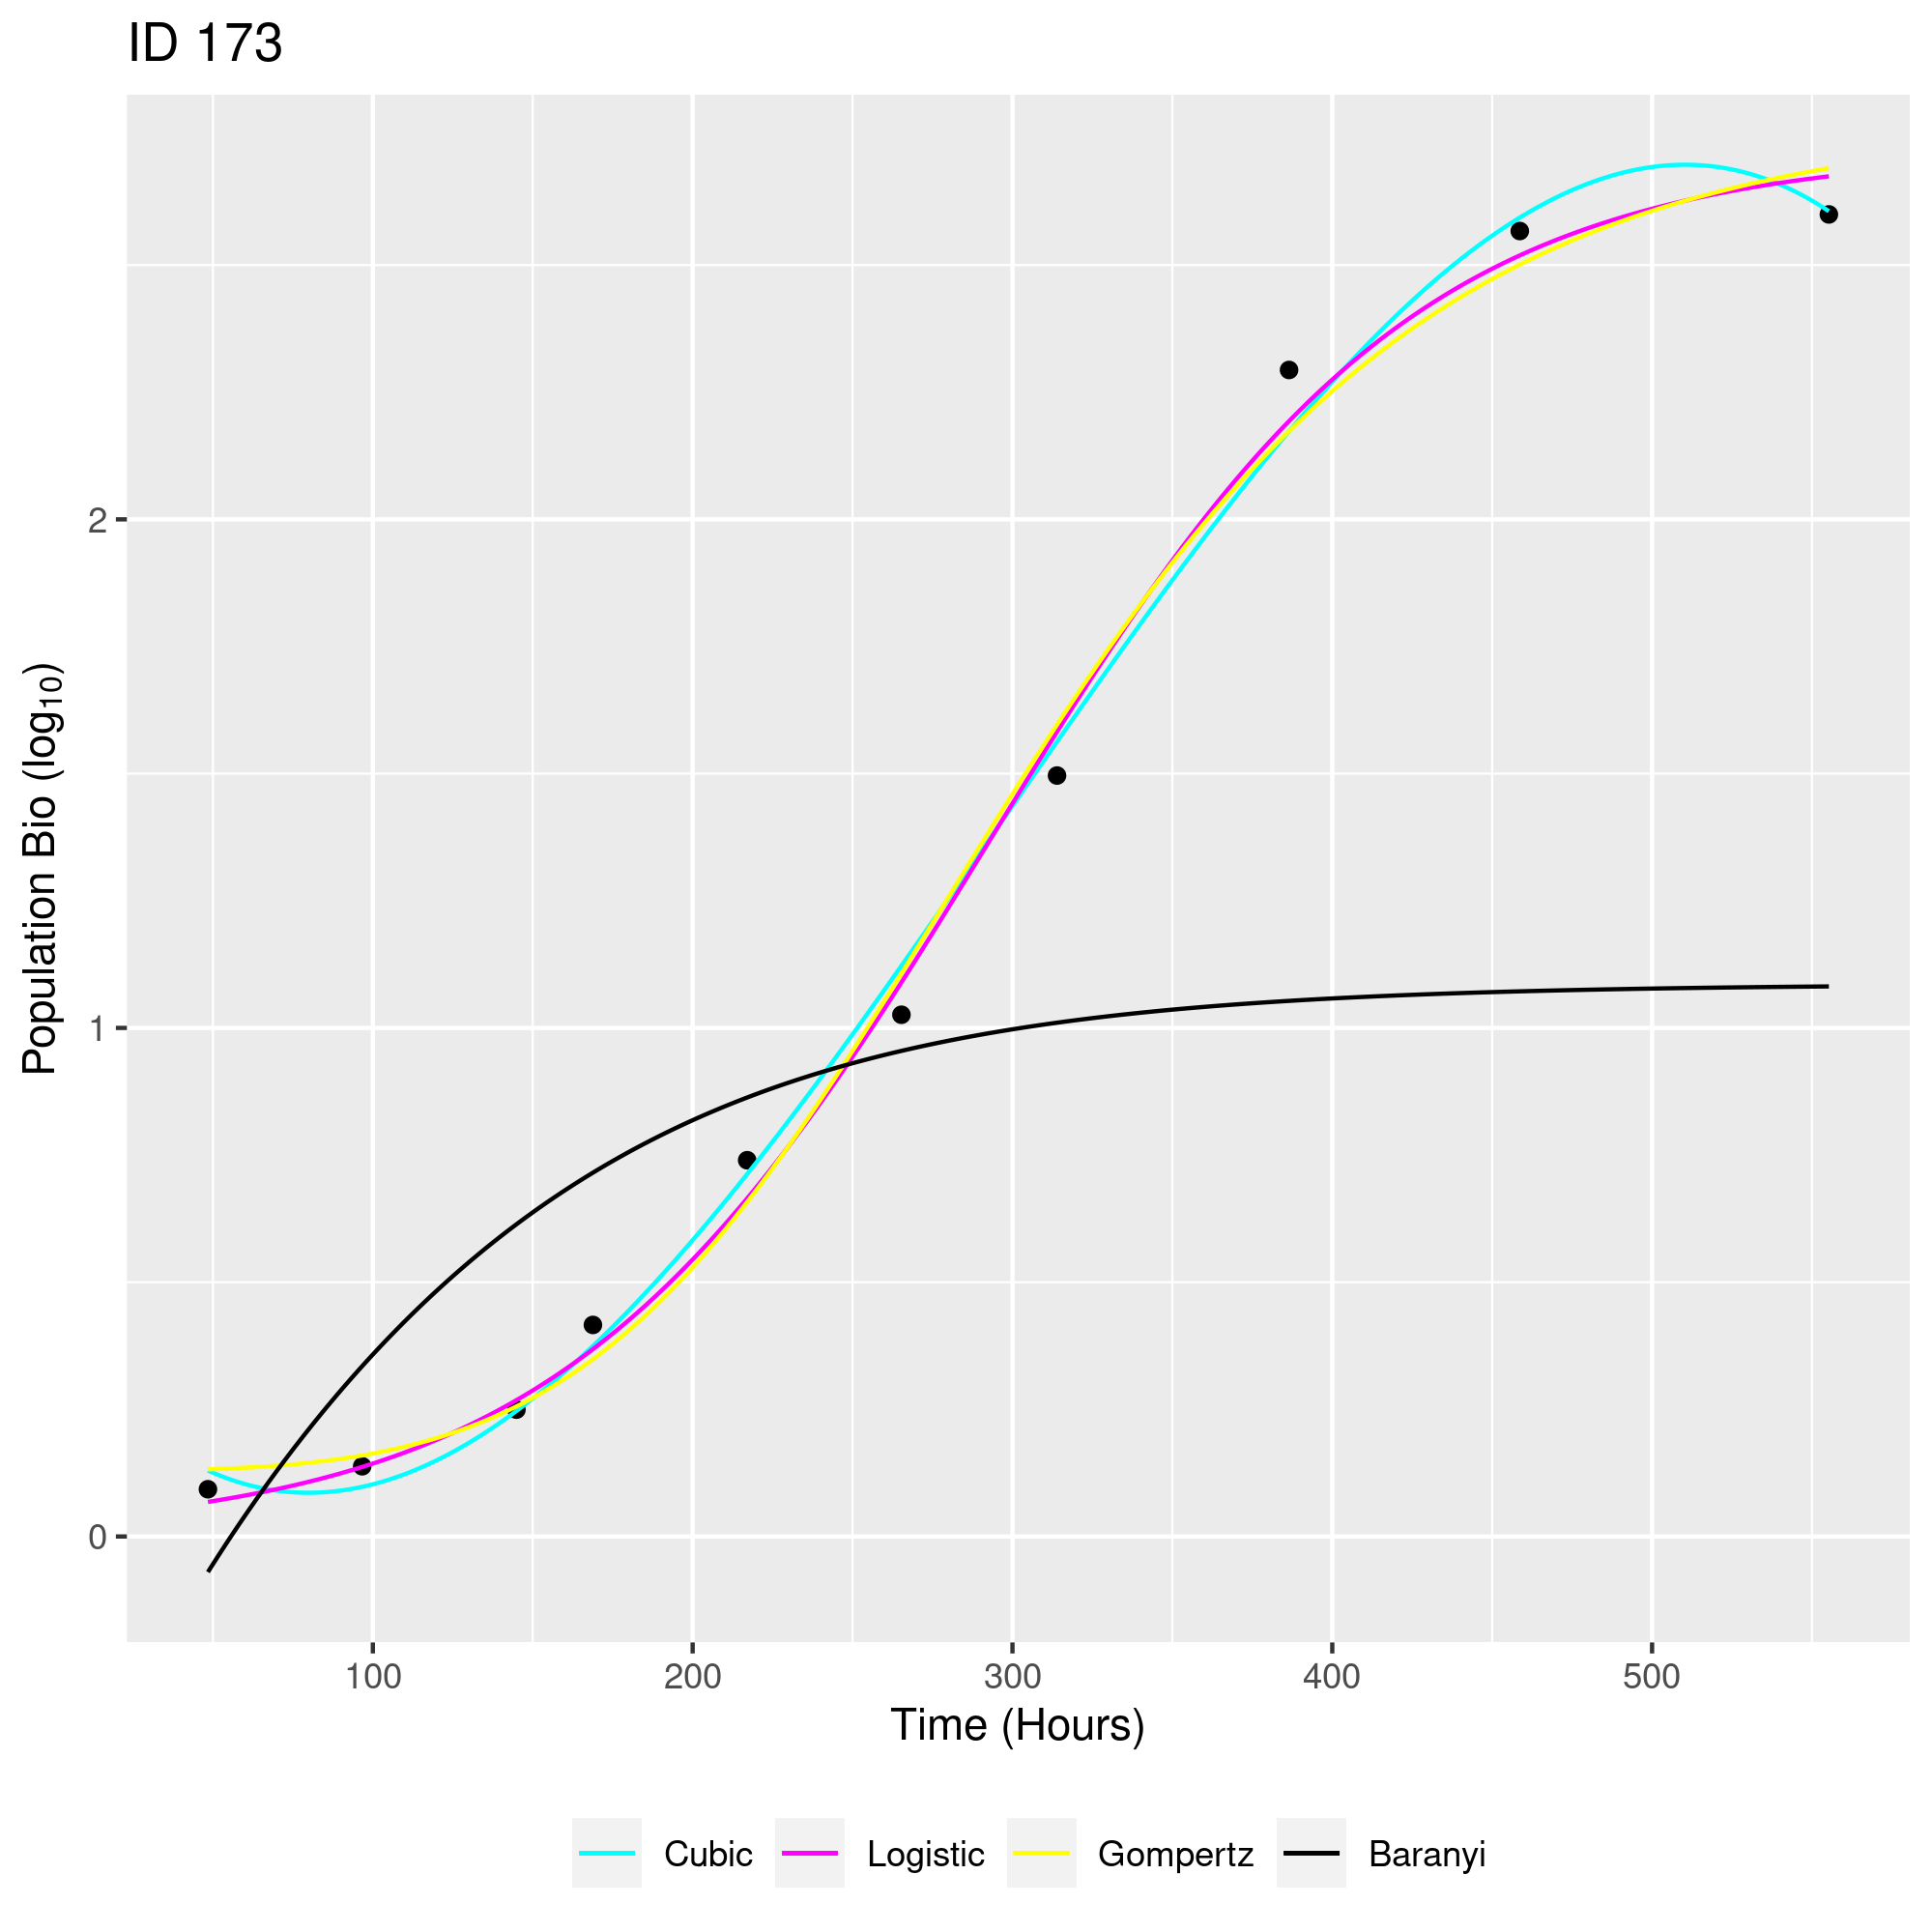 ID 173
Population Bio (log₁₀)
2
1
0
100 200 300 400 500
Time (Hours)
Cubic Logistic Gompertz Baranyi